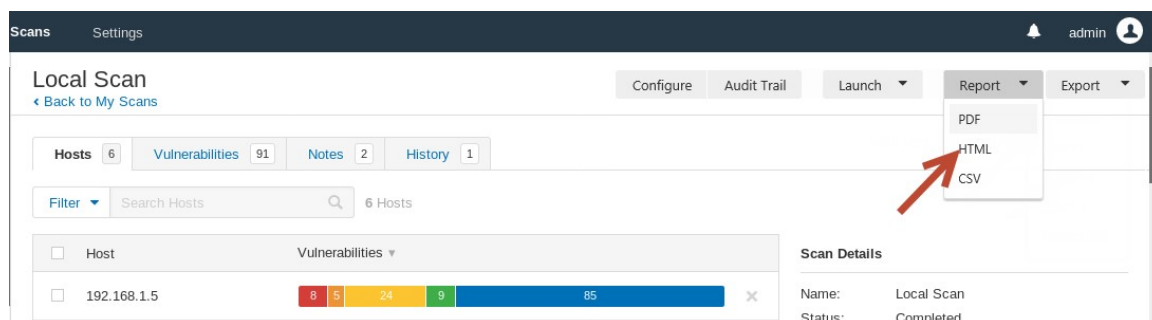 Scans Settings admin
Local Scan
Configure Audit Trail Launch Report Export
Back to My Scans
PDF
HTML
CSV
Hosts 6 Vulnerabilities 91 Notes 2 History 1
Filter Search Hosts 6 Hosts
Host Vulnerabilities
Scan Details
192.168.1.5 8 5 24 9 85
Name: Local Scan
Status: Completed